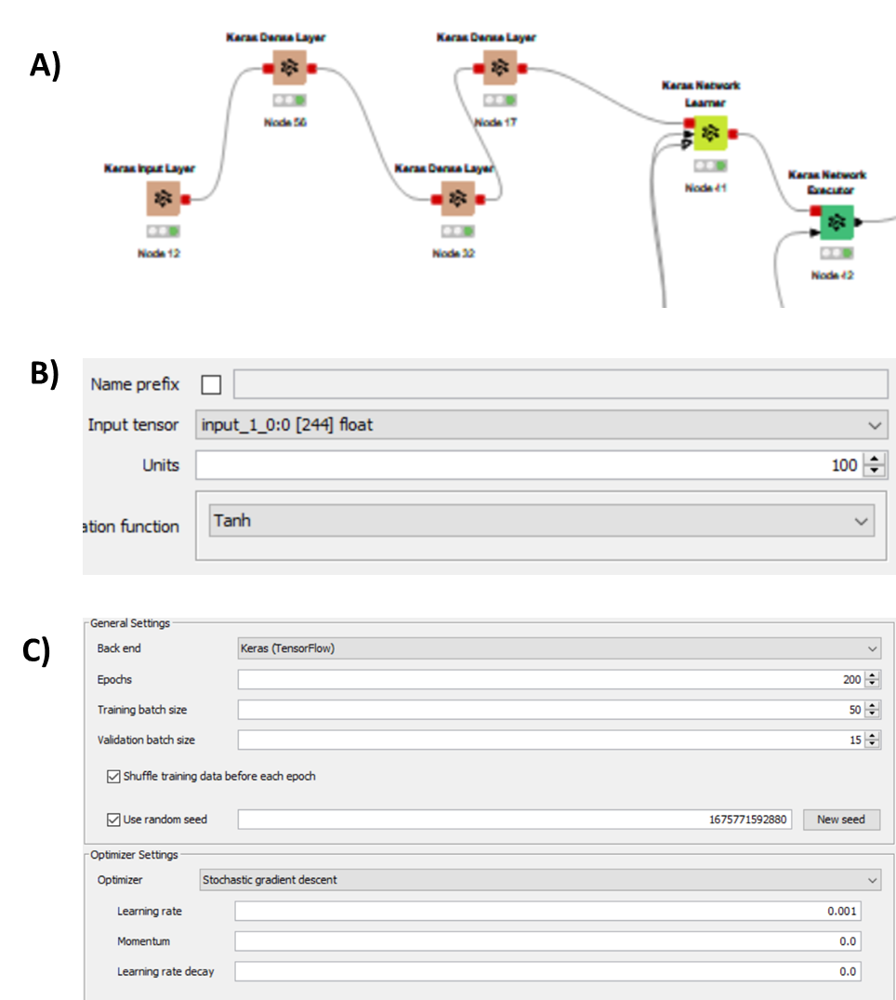 A)
Keras Dense Layer
Node 56
Keras Dense Layer
Node 17
Keras Network
Learner
Node 41
Keras Input Layer
Node 12
Keras Dense Layer
Node 32
Keras Network
Executor
Node 42
B)
Name prefix
Input tensor input_1_0:0 [244] float
Units 100
ation function Tanh
C)
General Settings
Back end Keras (TensorFlow)
Epochs 200
Training batch size 50
Validation batch size 15
Shuffle training data before each epoch
Use random seed 1675771592880 New seed
Optimizer Settings
Optimizer Stochastic gradient descent
Learning rate 0.001
Momentum 0.0
Learning rate decay 0.0